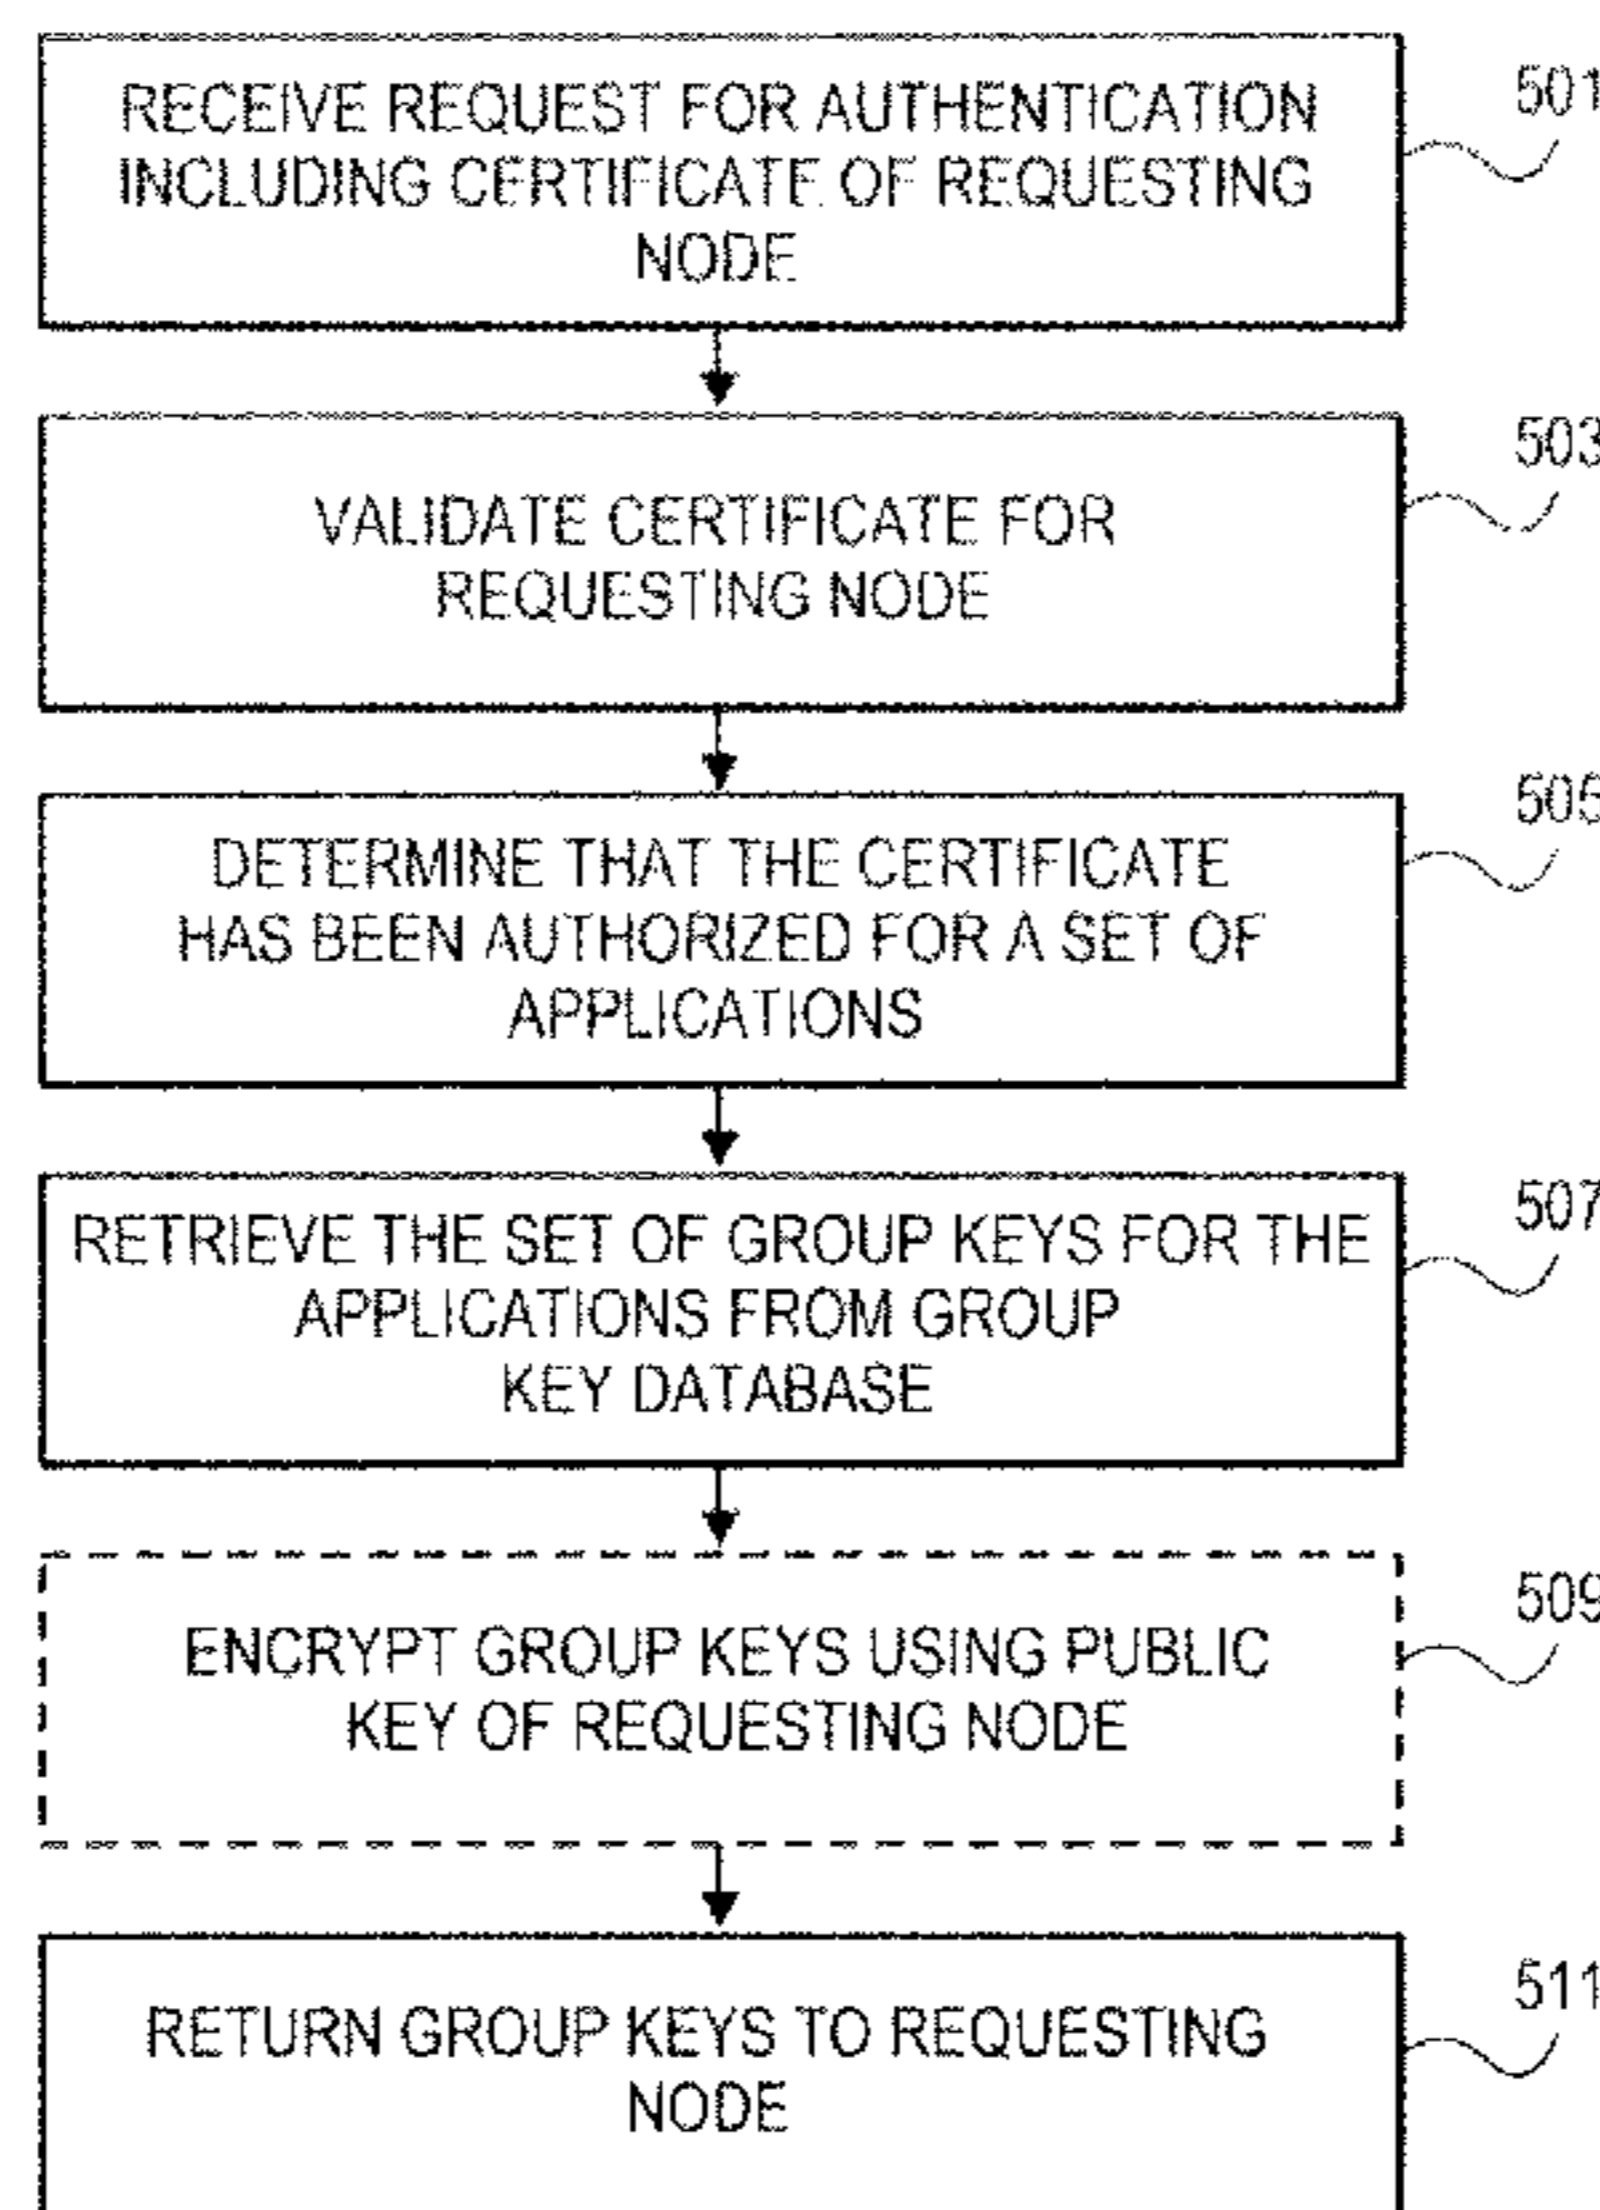 RECEIVE REQUEST FOR AUTHENTICATION
INCLUDING CERTIFICATE OF REQUESTING
NODE
501
VALIDATE CERTIFICATE FOR
REQUESTING NODE
503
DETERMINE THAT THE CERTIFICATE
HAS BEEN AUTHORIZED FOR A SET OF
APPLICATIONS
505
RETRIEVE THE SET OF GROUP KEYS FOR THE
APPLICATIONS FROM GROUP
KEY DATABASE
507
ENCRYPT GROUP KEYS USING PUBLIC
KEY OF REQUESTING NODE
509
RETURN GROUP KEYS TO REQUESTING
NODE
511